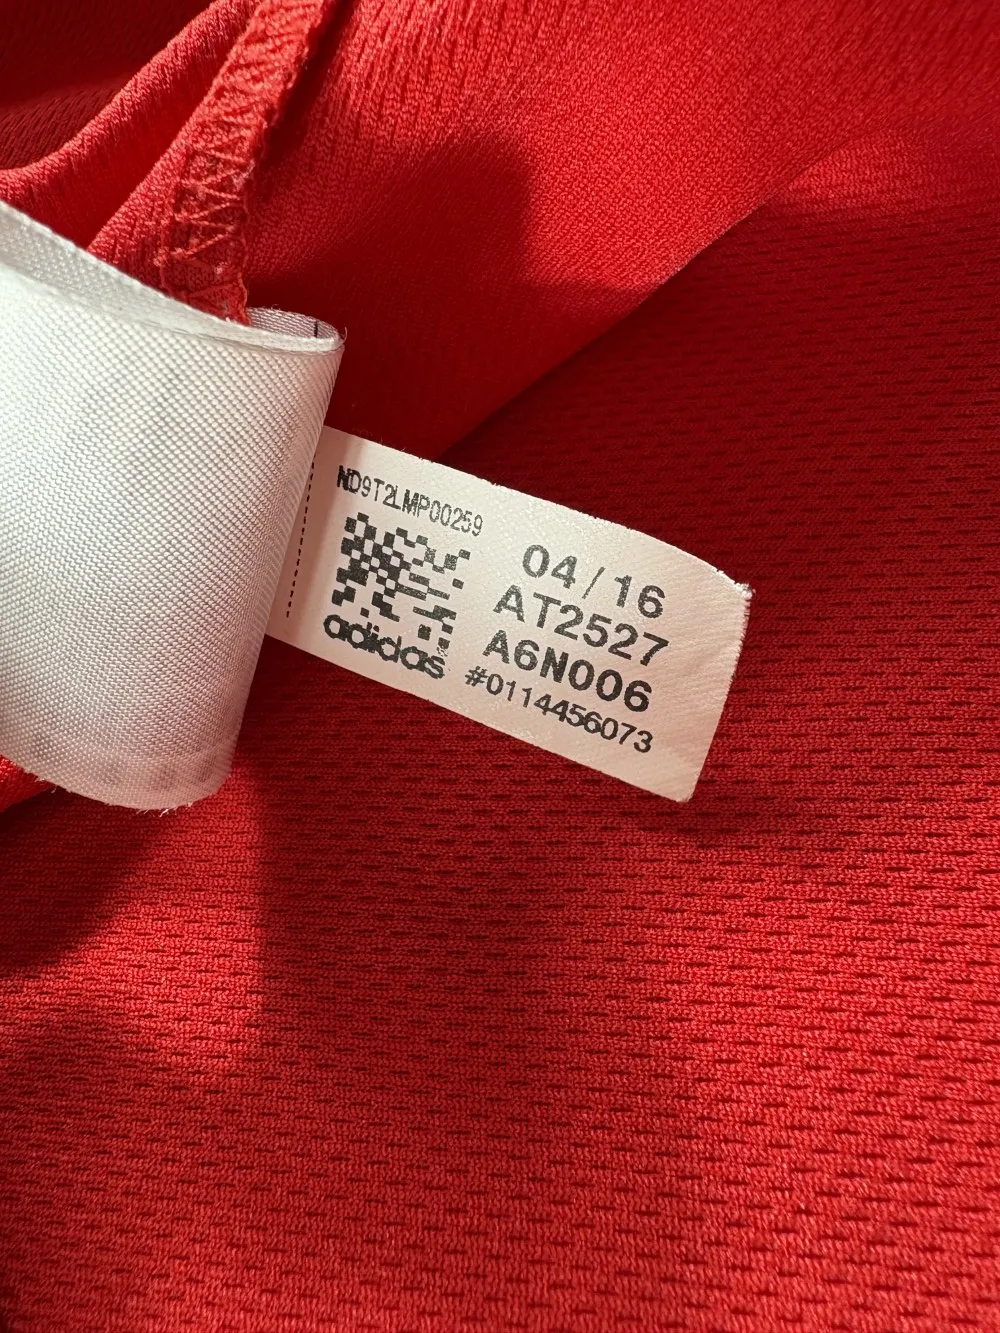 ND9T2LMP00259
adidas
04/16
AT2527
A6N006
#0114456073